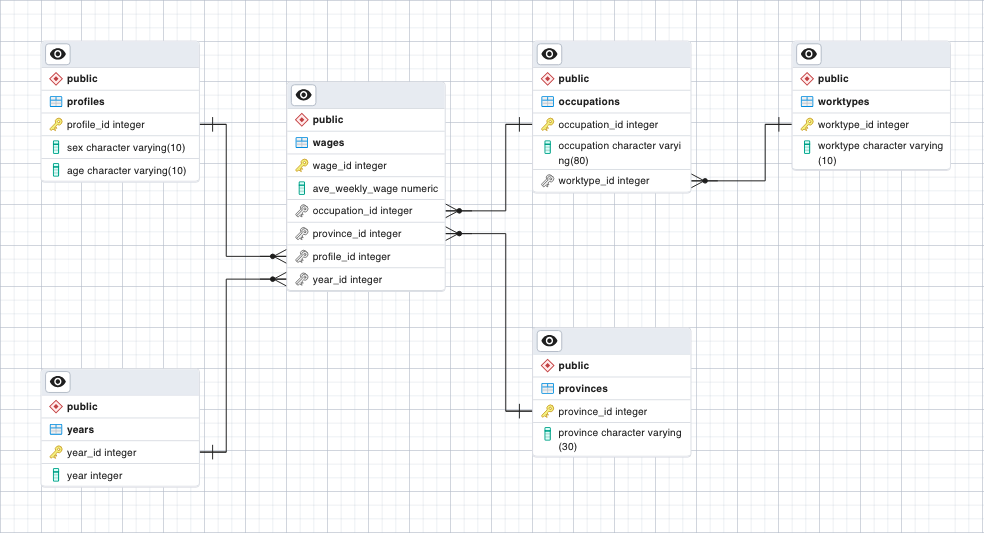 public
profiles
profile_id integer
sex character varying(10)
age character varying(10)
public
wages
wage_id integer
ave_weekly_wage numeric
occupation_id integer
province_id integer
profile_id integer
year_id integer
public
occupations
occupation_id integer
occupation character varyi
ng(80)
worktype_id integer
public
worktypes
worktype_id integer
worktype character varying
(10)
public
years
year_id integer
year integer
public
provinces
province_id integer
province character varying
(30)